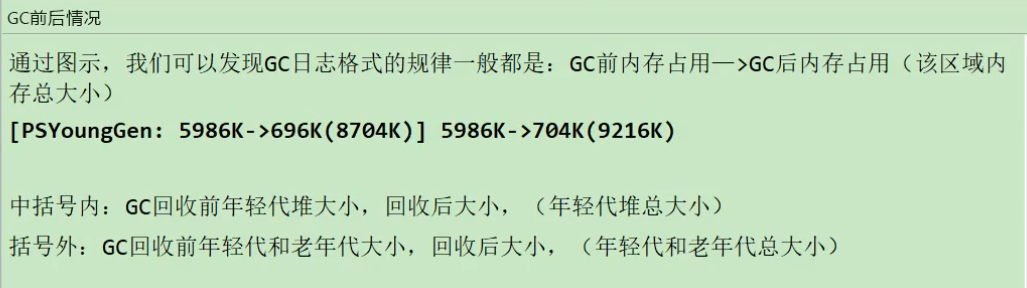 GC前后情况
通过图示，我们可以发现GC日志格式的规律一般都是：GC前内存占用—>GC后内存占用（该区域内
存总大小）
[PSYoungGen: 5986K->696K(8704K)] 5986K->704K(9216K)
中括号内：GC回收前年轻代堆大小，回收后大小，（年轻代堆总大小）
括号外：GC回收前年轻代和老年代大小，回收后大小，（年轻代和老年代总大小）